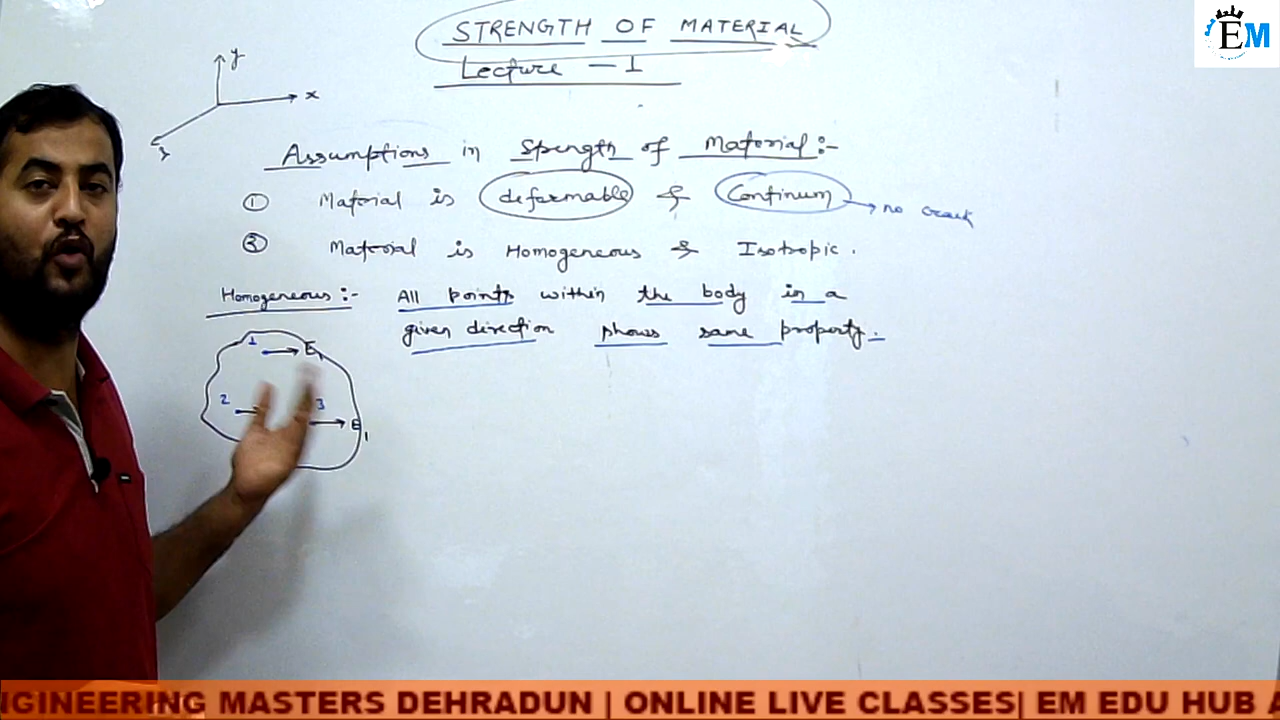 STRENGTH OF MATERIAL
Lecture - 1
EM
y
x
z
Assumptions in Strength of Material:-
① Material is deformable & Continum → no crack
② Material is Homogeneous & Isotropic.
Homogeneous:- All points within the body in a
given direction shows same property.
1 E1
2
3 E1
NGINEERING MASTERS DEHRADUN | ONLINE LIVE CLASSES| EM EDU HUB A